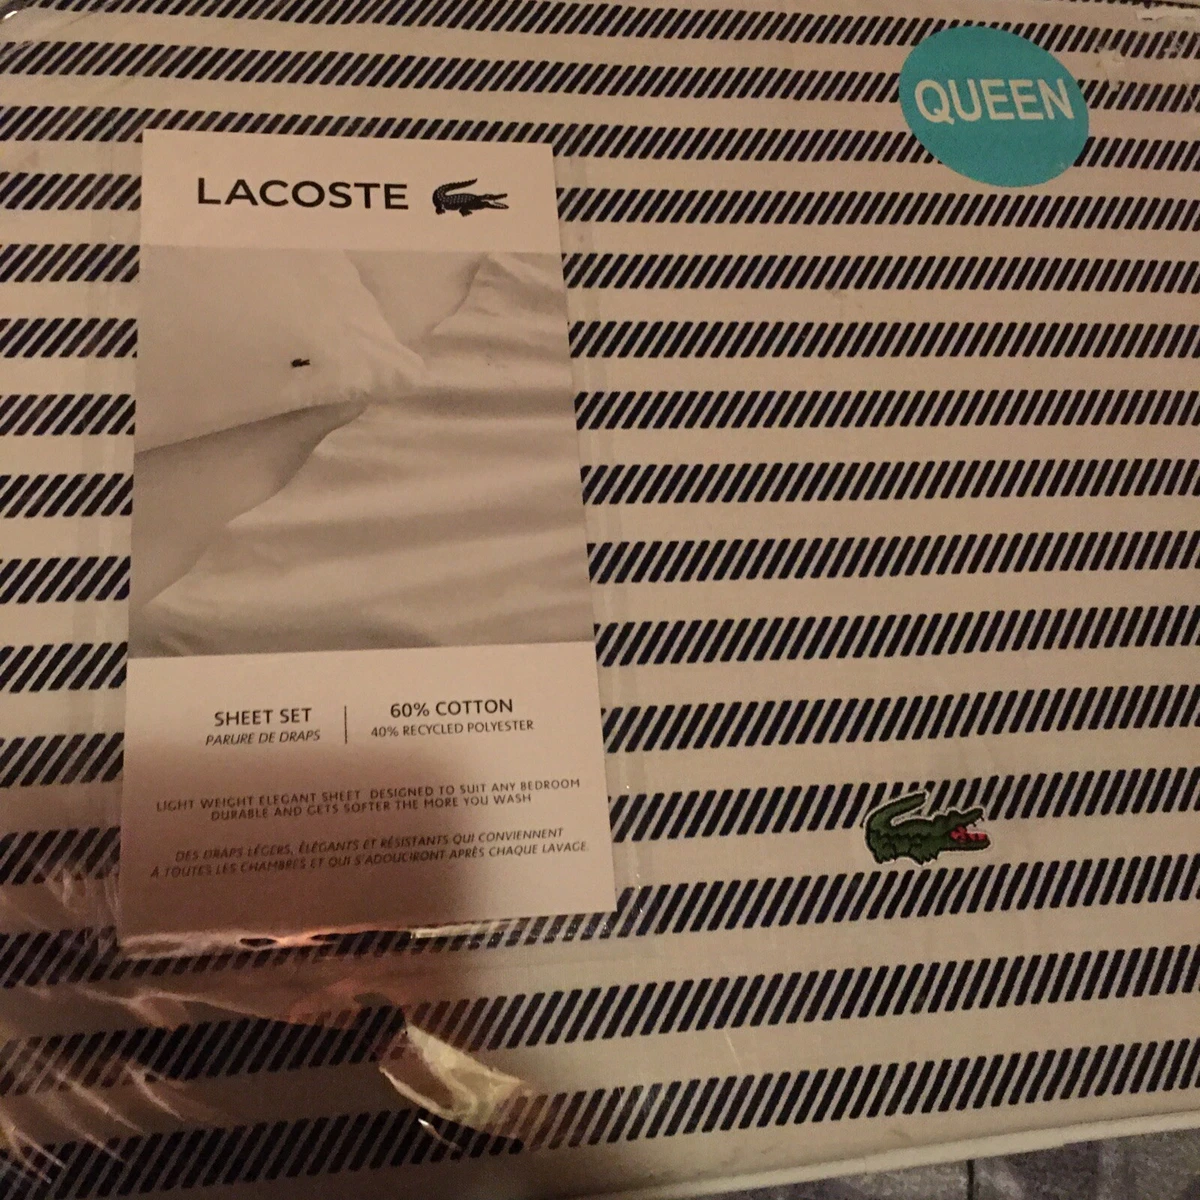 QUEEN
LACOSTE
SHEET SET
PARURE DE DRAPS
60% COTTON
40% RECYCLED POLYESTER
LIGHT WEIGHT ELEGANT SHEET DESIGNED TO SUIT ANY BEDROOM
DURABLE AND GETS SOFTER THE MORE YOU WASH
DES DRAPS LÉGERS, ÉLÉGANTS ET RÉSISTANTS QUI CONVIENNENT
À TOUTES LES CHAMBRES ET QUI S'ADOUCIRONT APRÈS CHAQUE LAVAGE.